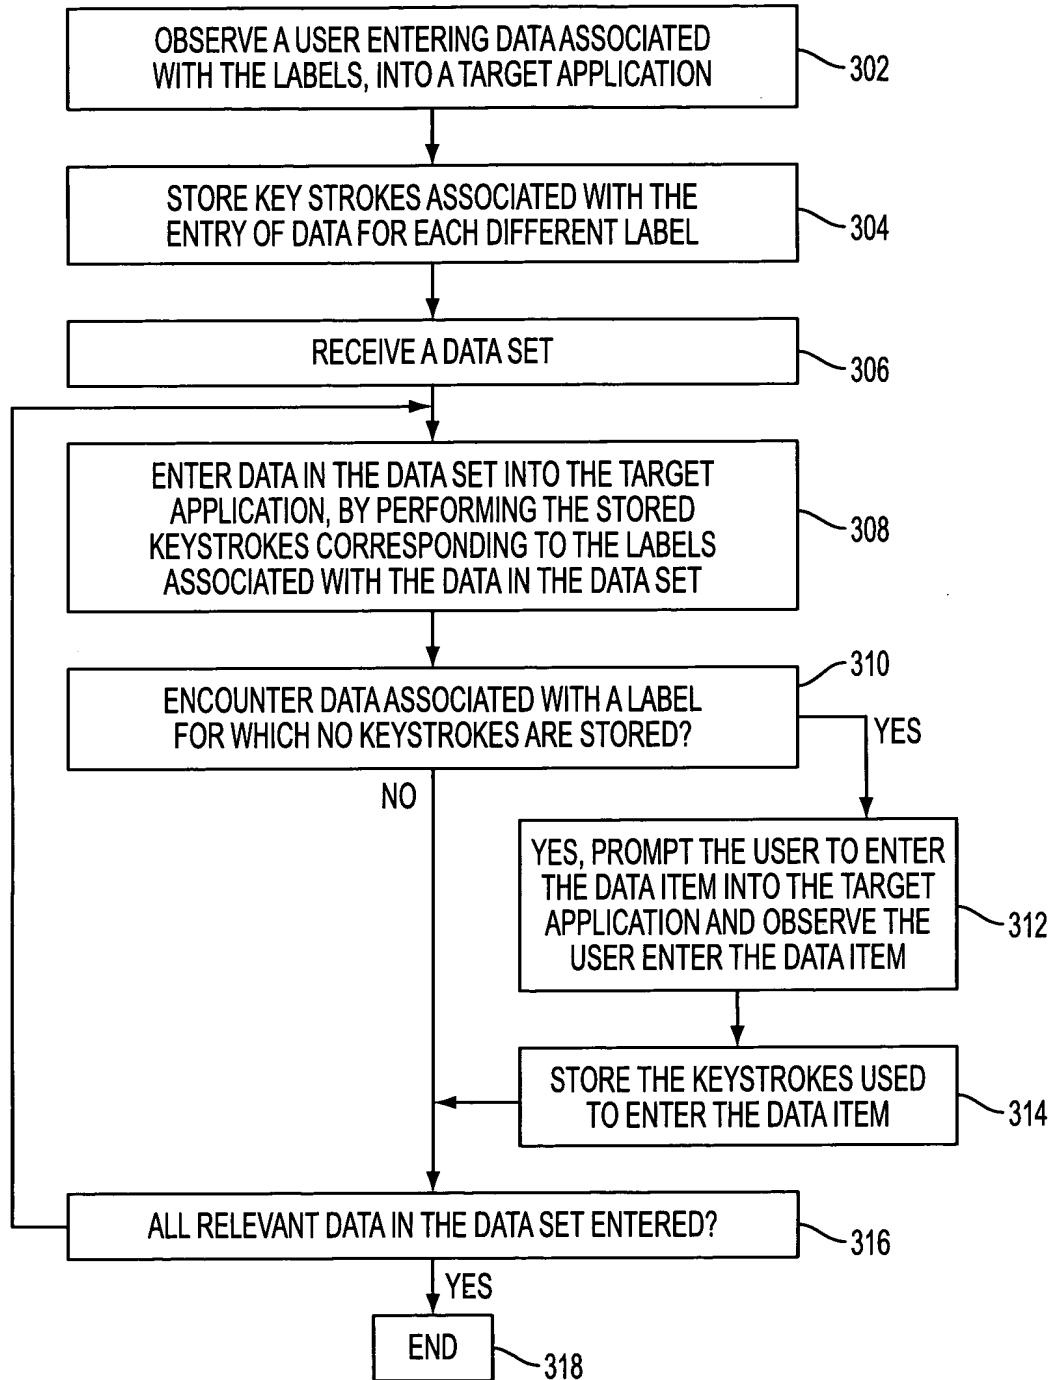 OBSERVE A USER ENTERING DATA ASSOCIATED
WITH THE LABELS, INTO A TARGET APPLICATION
302
STORE KEY STROKES ASSOCIATED WITH THE
ENTRY OF DATA FOR EACH DIFFERENT LABEL
304
RECEIVE A DATA SET
306
ENTER DATA IN THE DATA SET INTO THE TARGET
APPLICATION, BY PERFORMING THE STORED
KEYSTROKES CORRESPONDING TO THE LABELS
ASSOCIATED WITH THE DATA IN THE DATA SET
308
ENCOUNTER DATA ASSOCIATED WITH A LABEL
FOR WHICH NO KEYSTROKES ARE STORED?
310
YES
NO
YES, PROMPT THE USER TO ENTER
THE DATA ITEM INTO THE TARGET
APPLICATION AND OBSERVE THE
USER ENTER THE DATA ITEM
312
STORE THE KEYSTROKES USED
TO ENTER THE DATA ITEM
314
ALL RELEVANT DATA IN THE DATA SET ENTERED?
316
YES
END
318